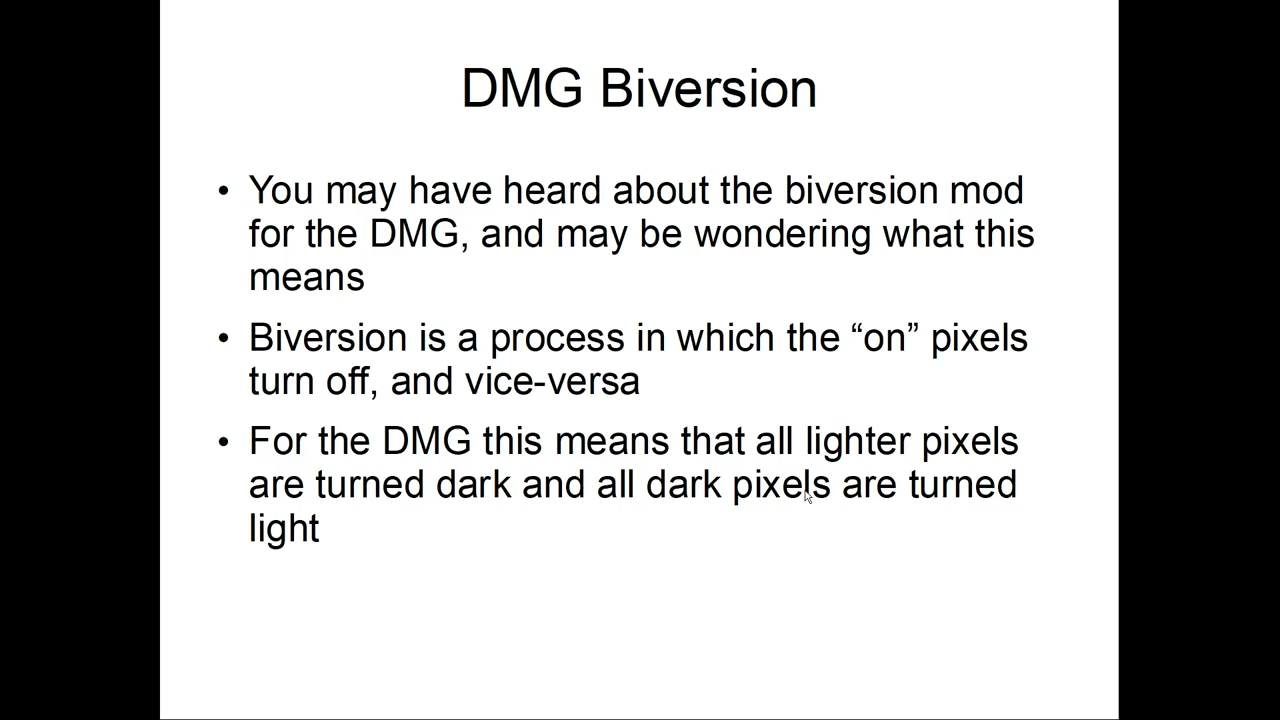 DMG Biversion
• You may have heard about the biversion mod
for the DMG, and may be wondering what this
means
• Biversion is a process in which the “on” pixels
turn off, and vice-versa
• For the DMG this means that all lighter pixels
are turned dark and all dark pixels are turned
light